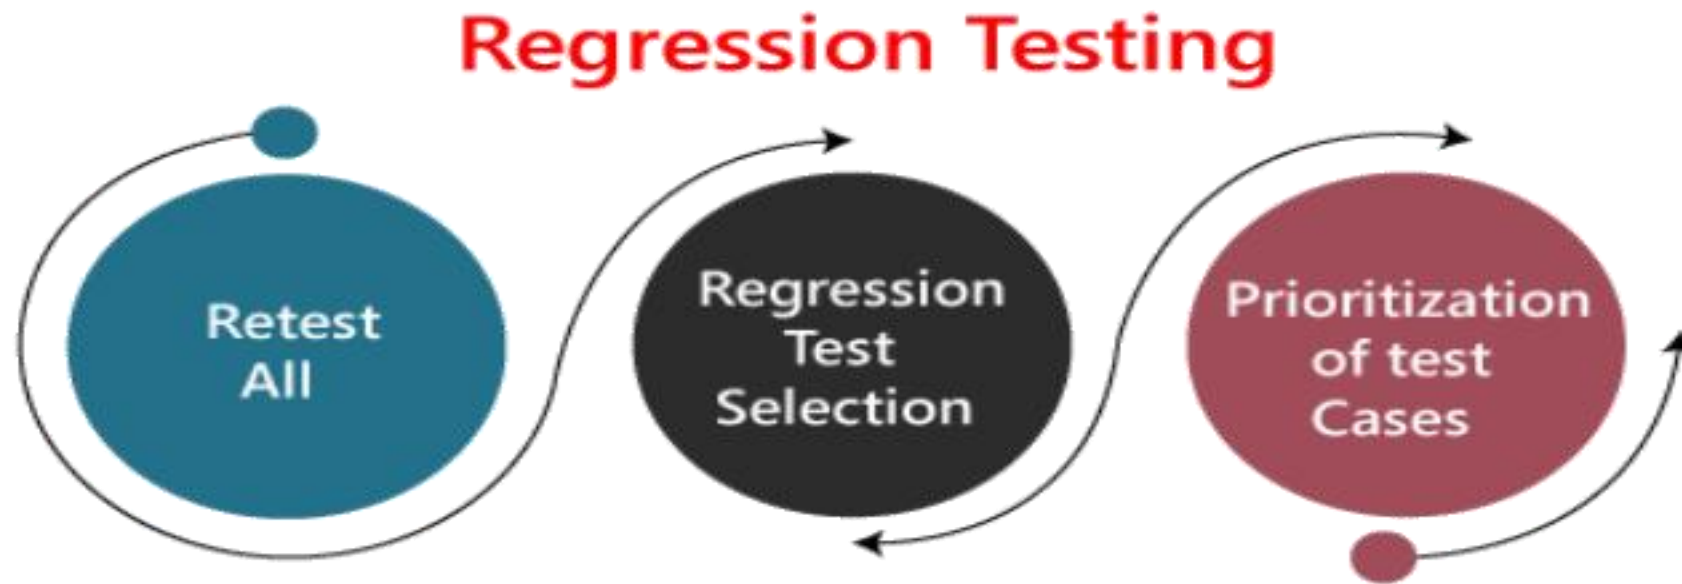 Regression Testing
Retest
All
Regression
Test
Selection
Prioritization
of test
Cases